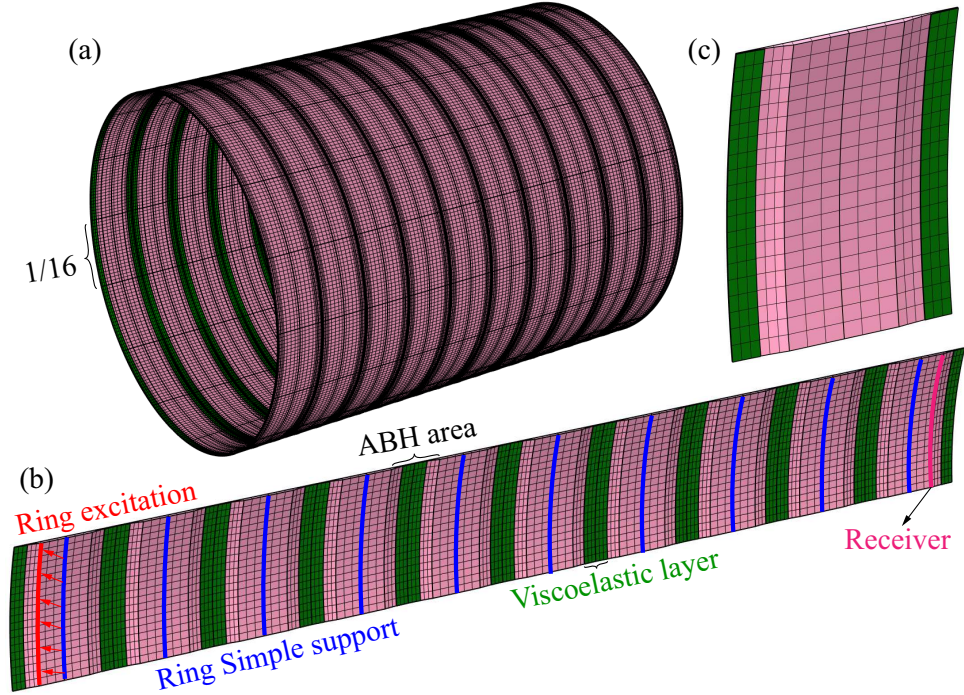 (a)
(c)
1/16
ABH area
(b)
Ring excitation
Receiver
Viscoelastic layer
Ring Simple support